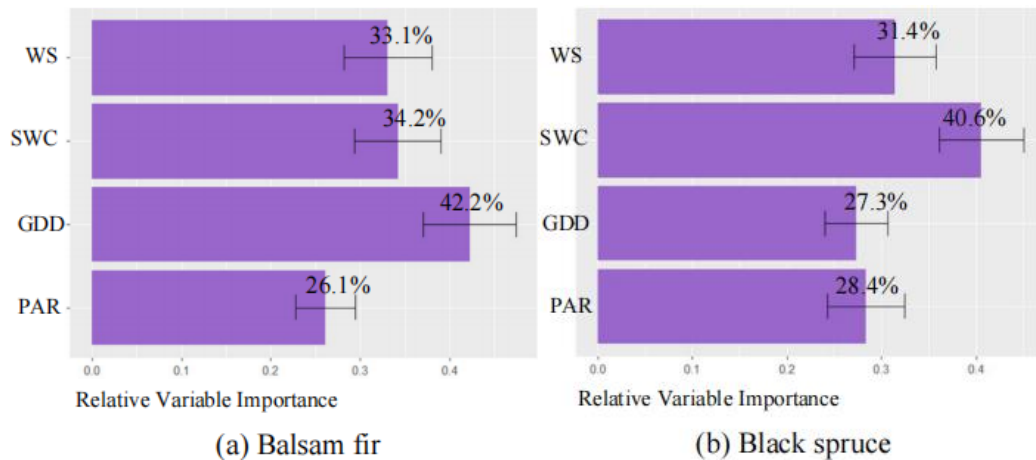 WS
33.1%
SWC
34.2%
GDD
42.2%
PAR
26.1%
0.0 0.1 0.2 0.3 0.4
Relative Variable Importance
(a) Balsam fir
WS
31.4%
SWC
40.6%
GDD
27.3%
PAR
28.4%
0.0 0.1 0.2 0.3 0.4
Relative Variable Importance
(b) Black spruce